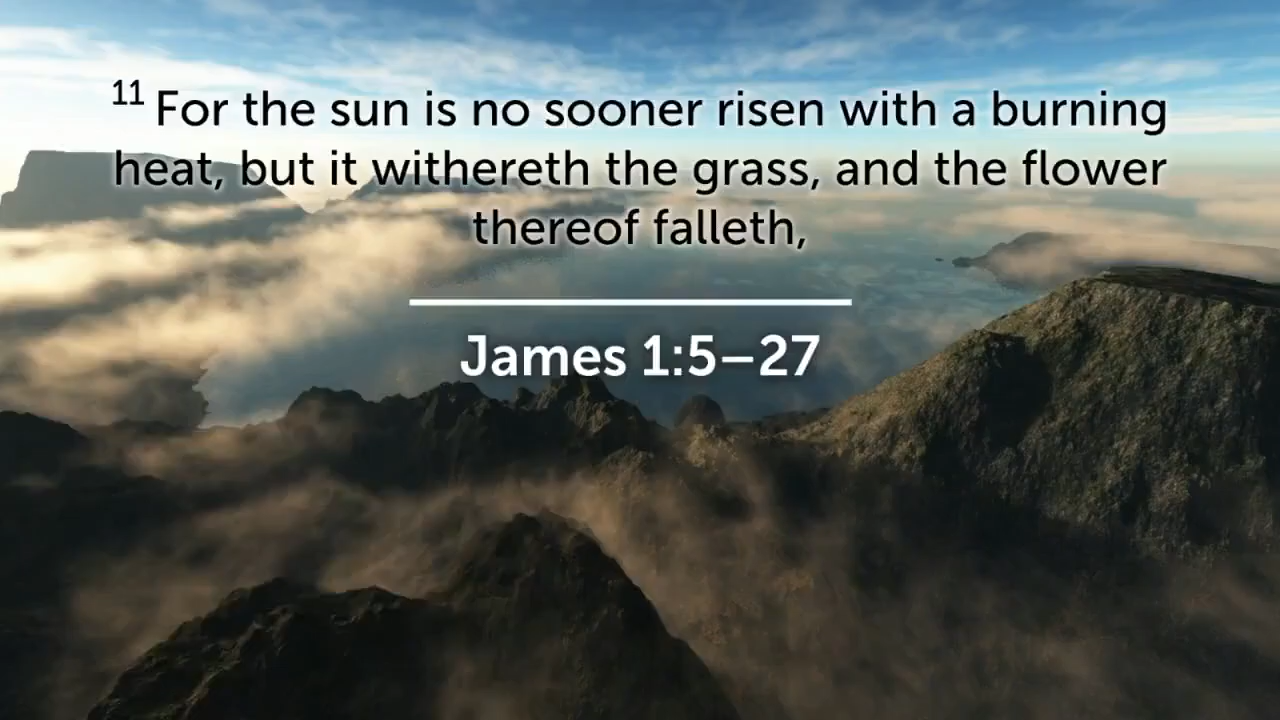 11 For the sun is no sooner risen with a burning
heat, but it withereth the grass, and the flower
thereof falleth,
James 1:5–27